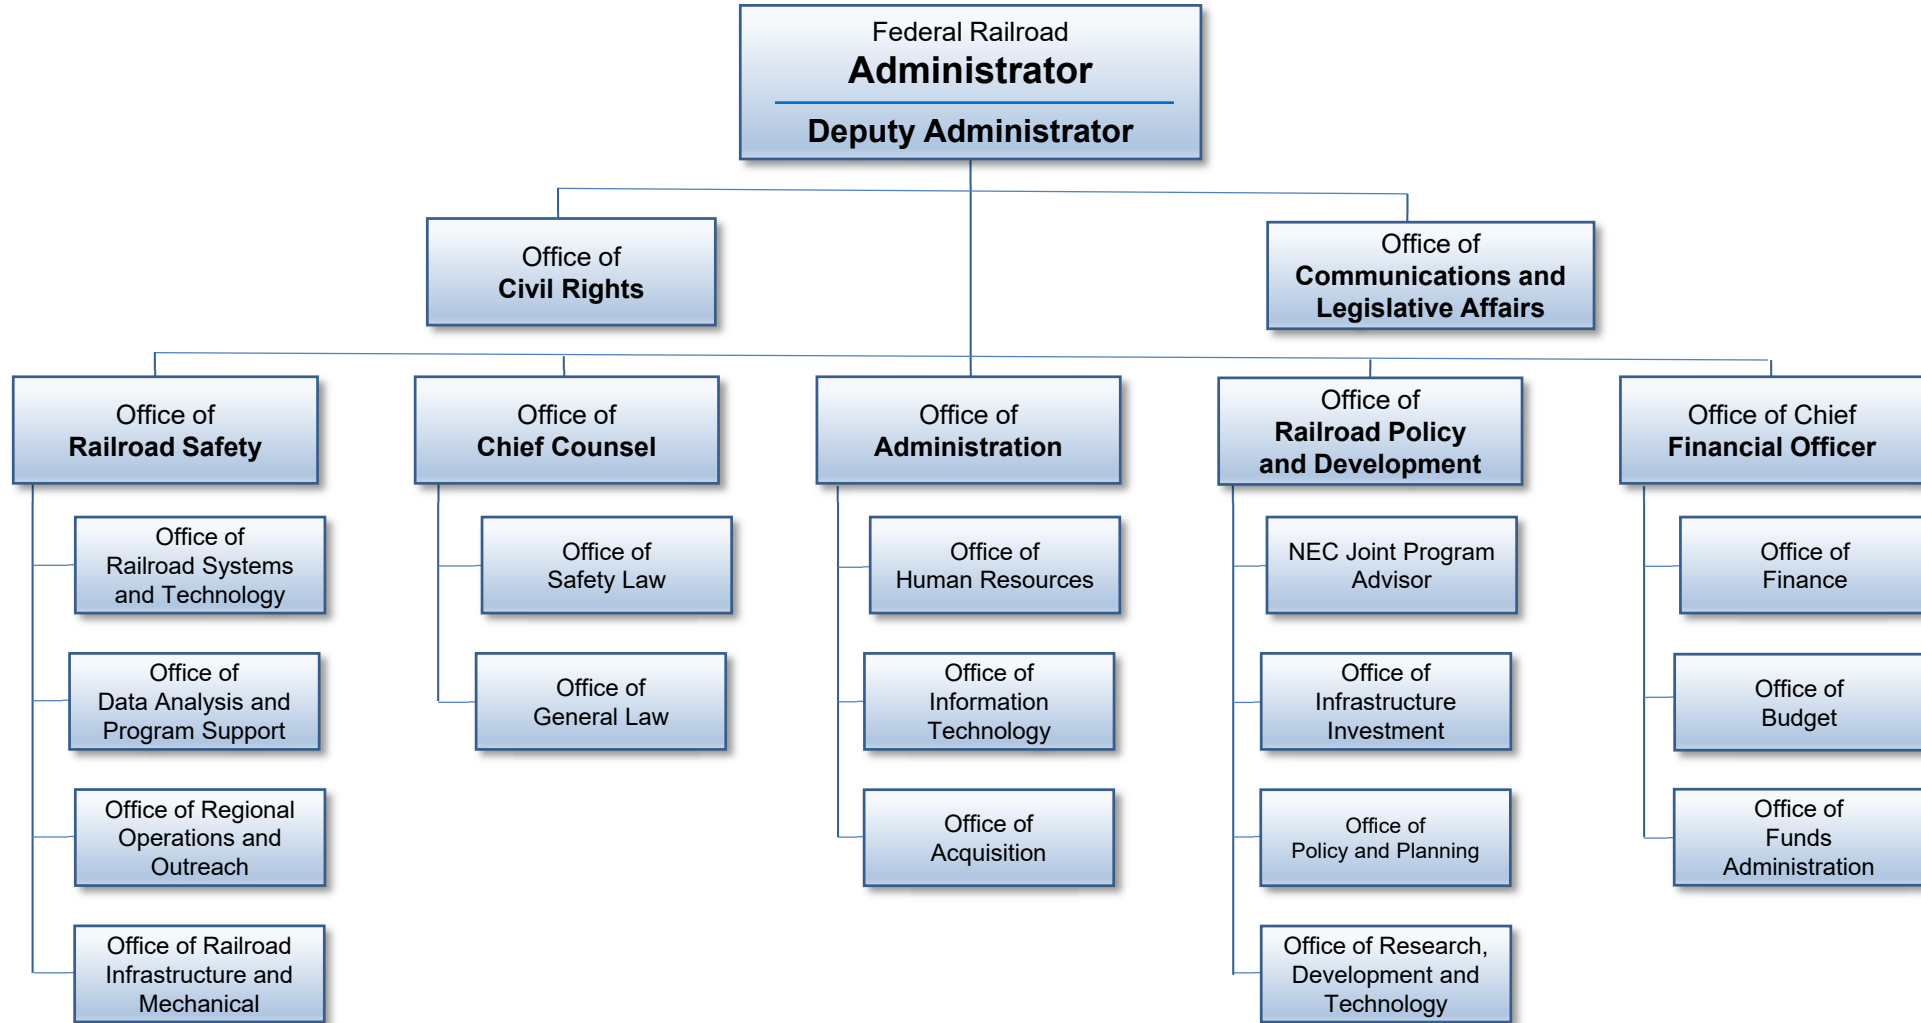 Federal Railroad
Administrator
Deputy Administrator
Office of
Civil Rights
Office of
Communications and
Legislative Affairs
Office of
Railroad Safety
Office of
Chief Counsel
Office of
Administration
Office of
Railroad Policy
and Development
Office of Chief
Financial Officer
Office of
Railroad Systems
and Technology
Office of
Safety Law
Office of
Human Resources
NEC Joint Program
Advisor
Office of
Finance
Office of
Data Analysis and
Program Support
Office of
General Law
Office of
Information
Technology
Office of
Infrastructure
Investment
Office of
Budget
Office of Regional
Operations and
Outreach
Office of
Acquisition
Office of
Policy and Planning
Office of
Funds
Administration
Office of Railroad
Infrastructure and
Mechanical
Office of Research,
Development and
Technology